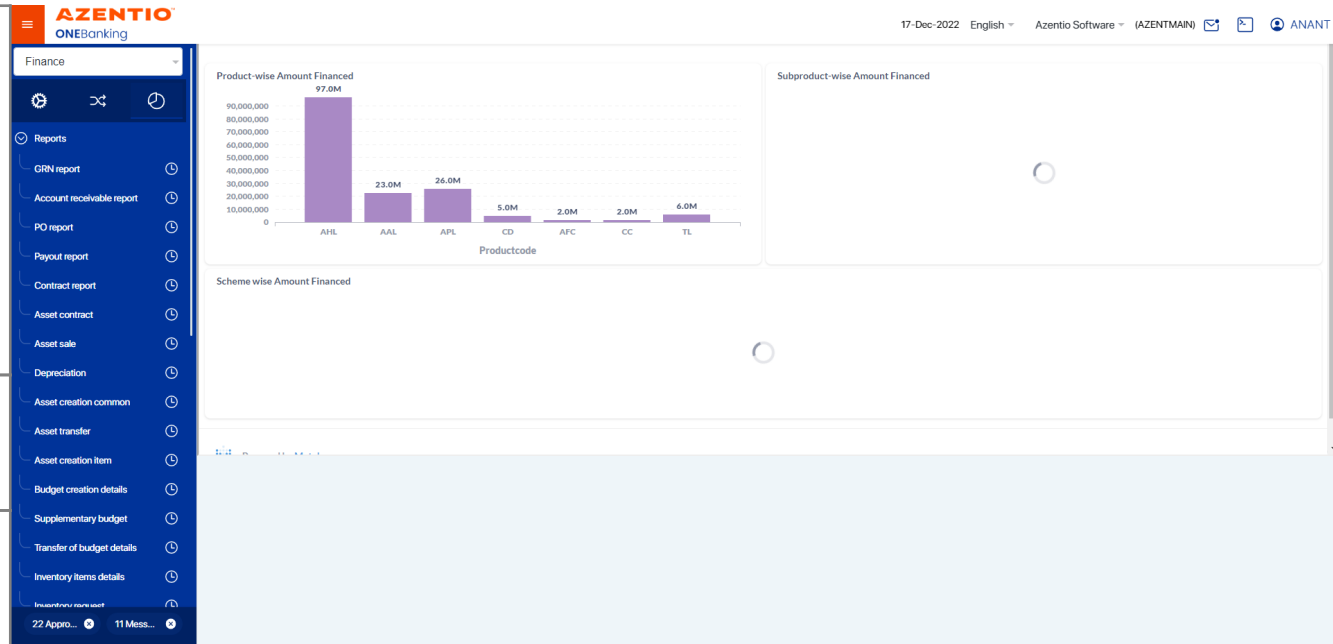 AZENTIO
ONEBanking
17-Dec-2022 English Azentio Software (AZENTMAIN) ANANT
Finance
Reports
GRN report
Account receivable report
PO report
Payout report
Contract report
Asset contract
Asset sale
Depreciation
Asset creation common
Asset transfer
Asset creation item
Budget creation details
Supplementary budget
Transfer of budget details
Inventory items details
Inventory request
22 Appro...
11 Mess...
Product-wise Amount Financed
97.0M
90,000,000
80,000,000
70,000,000
60,000,000
50,000,000
40,000,000
30,000,000
20,000,000
10,000,000
0
23.0M
26.0M
5.0M
2.0M
2.0M
6.0M
AHL AAL APL CD AFC CC TL
Productcode
Subproduct-wise Amount Financed
Scheme wise Amount Financed